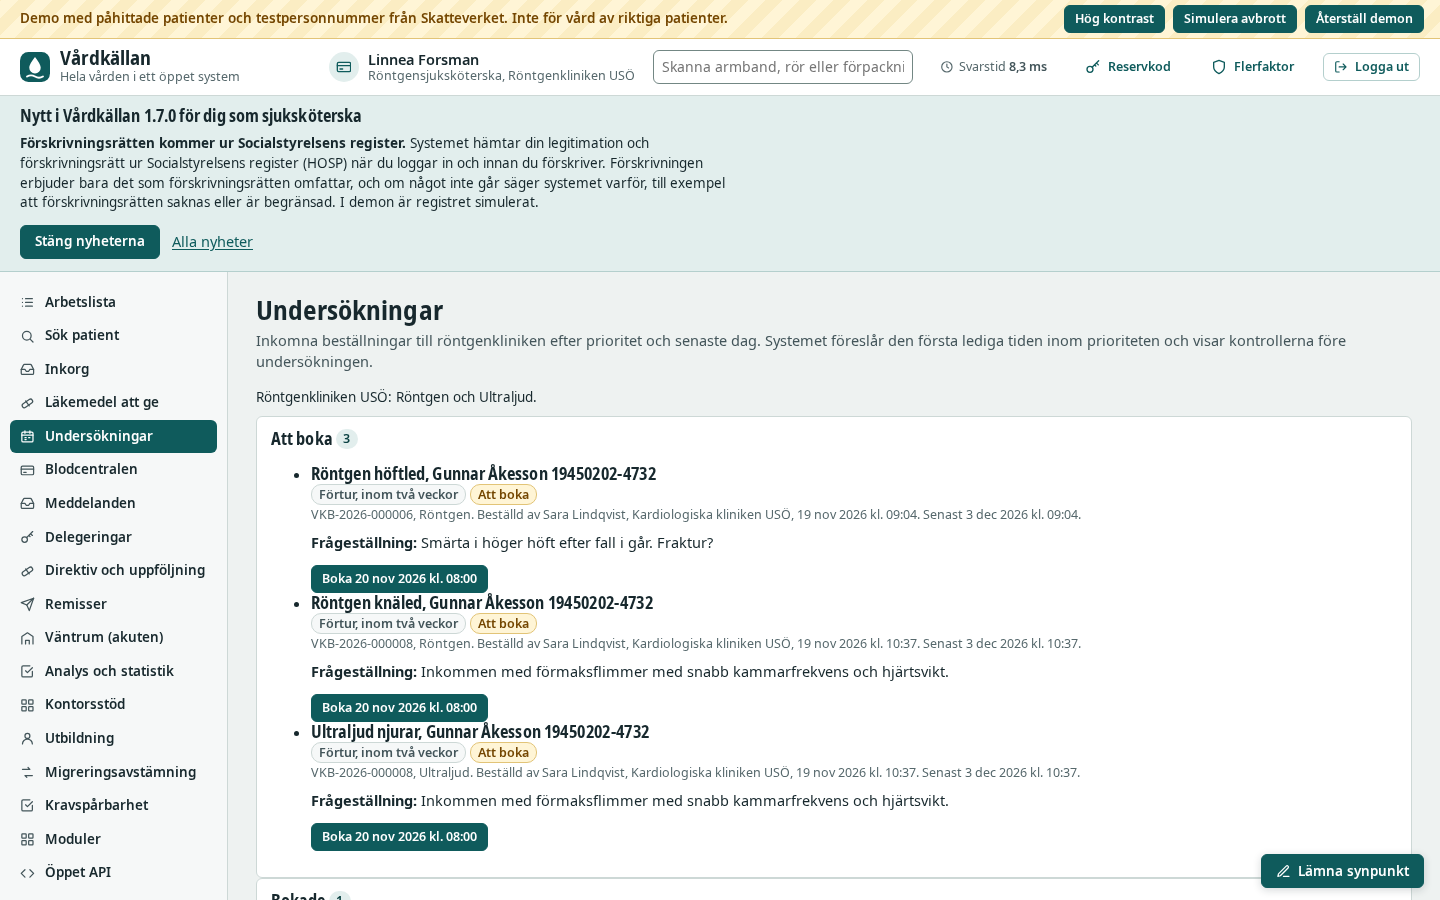 Demo med påhittade patienter och testpersonnummer från Skatteverket. Inte för vård av riktiga patienter.
Hög kontrast
Simulera avbrott
Återställ demon
Vårdkällan
Hela vården i ett öppet system
Linnea Forsman
Röntgensjuksköterska, Röntgenkliniken USÖ
Skanna armband, rör eller förpackni
Svarstid 8,3 ms
Reservkod
Flerfaktor
Logga ut
Nytt i Vårdkällan 1.7.0 för dig som sjuksköterska
Förskrivningsrätten kommer ur Socialstyrelsens register. Systemet hämtar din legitimation och
förskrivningsrätt ur Socialstyrelsens register (HOSP) när du loggar in och innan du förskriver. Förskrivningen
erbjuder bara det som förskrivningsrätten omfattar, och om något inte går säger systemet varför, till exempel
att förskrivningsrätten saknas eller är begränsad. I demon är registret simulerat.
Stäng nyheterna
Alla nyheter
Arbetslista
Sök patient
Inkorg
Läkemedel att ge
Undersökningar
Blodcentralen
Meddelanden
Delegeringar
Direktiv och uppföljning
Remisser
Väntrum (akuten)
Analys och statistik
Kontorsstöd
Utbildning
Migreringsavstämning
Kravspårbarhet
Moduler
Öppet API
Undersökningar
Inkomna beställningar till röntgenkliniken efter prioritet och senaste dag. Systemet föreslår den första lediga tiden inom prioriteten och visar kontrollerna före
undersökningen.
Röntgenkliniken USÖ: Röntgen och Ultraljud.
Att boka 3
Röntgen höftled, Gunnar Åkesson 19450202-4732
Förtur, inom två veckor
Att boka
VKB-2026-000006, Röntgen. Beställd av Sara Lindqvist, Kardiologiska kliniken USÖ, 19 nov 2026 kl. 09:04. Senast 3 dec 2026 kl. 09:04.
Frågeställning: Smärta i höger höft efter fall i går. Fraktur?
Boka 20 nov 2026 kl. 08:00
Röntgen knäled, Gunnar Åkesson 19450202-4732
Förtur, inom två veckor
Att boka
VKB-2026-000008, Röntgen. Beställd av Sara Lindqvist, Kardiologiska kliniken USÖ, 19 nov 2026 kl. 10:37. Senast 3 dec 2026 kl. 10:37.
Frågeställning: Inkommen med förmaksflimmer med snabb kammarfrekvens och hjärtsvikt.
Boka 20 nov 2026 kl. 08:00
Ultraljud njurar, Gunnar Åkesson 19450202-4732
Förtur, inom två veckor
Att boka
VKB-2026-000008, Ultraljud. Beställd av Sara Lindqvist, Kardiologiska kliniken USÖ, 19 nov 2026 kl. 10:37. Senast 3 dec 2026 kl. 10:37.
Frågeställning: Inkommen med förmaksflimmer med snabb kammarfrekvens och hjärtsvikt.
Boka 20 nov 2026 kl. 08:00
Bokade 1
Lämna synpunkt